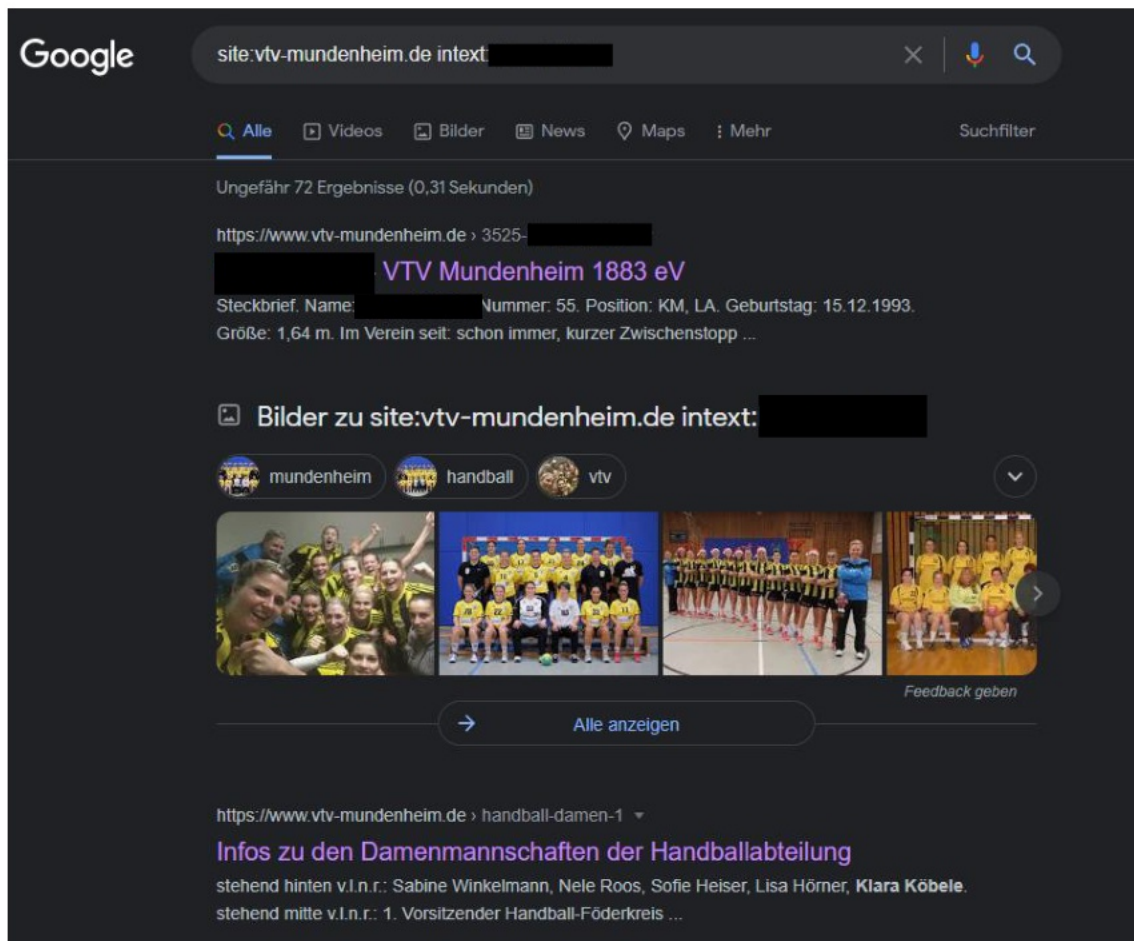 Google
site:vtv-mundenheim.de intext:
Alle Videos Bilder News Maps Mehr Suchfilter
Ungefähr 72 Ergebnisse (0,31 Sekunden)
https://www.vtv-mundenheim.de › 3525-
VTV Mundenheim 1883 eV
Steckbrief. Name: Nummer: 55. Position: KM, LA. Geburtstag: 15.12.1993.
Größe: 1,64 m. Im Verein seit: schon immer, kurzer Zwischenstopp ...
Bilder zu site:vtv-mundenheim.de intext:
mundenheim handball vtv
Feedback geben
Alle anzeigen
https://www.vtv-mundenheim.de › handball-damen-1
Infos zu den Damenmannschaften der Handballabteilung
stehend hinten v.l.n.r.: Sabine Winkelmann, Nele Roos, Sofie Heiser, Lisa Hörner, Klara Köbele.
stehend mitte v.l.n.r.: 1. Vorsitzender Handball-Föderkreis ...